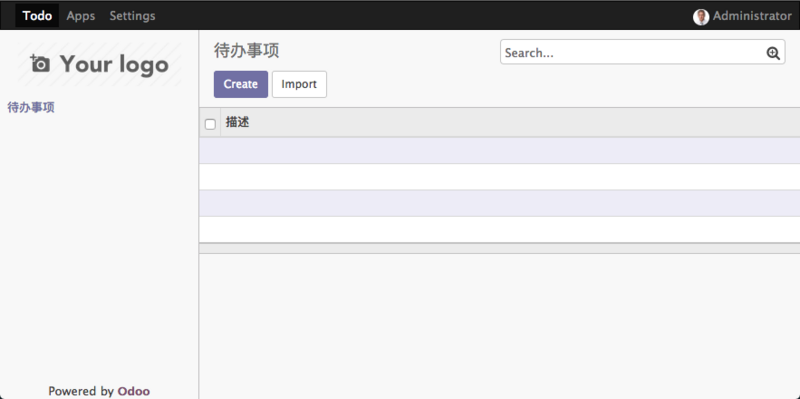 Todo Apps Settings Administrator
Your logo
待办事项
待办事项
Search...
Create Import
描述
Powered by Odoo